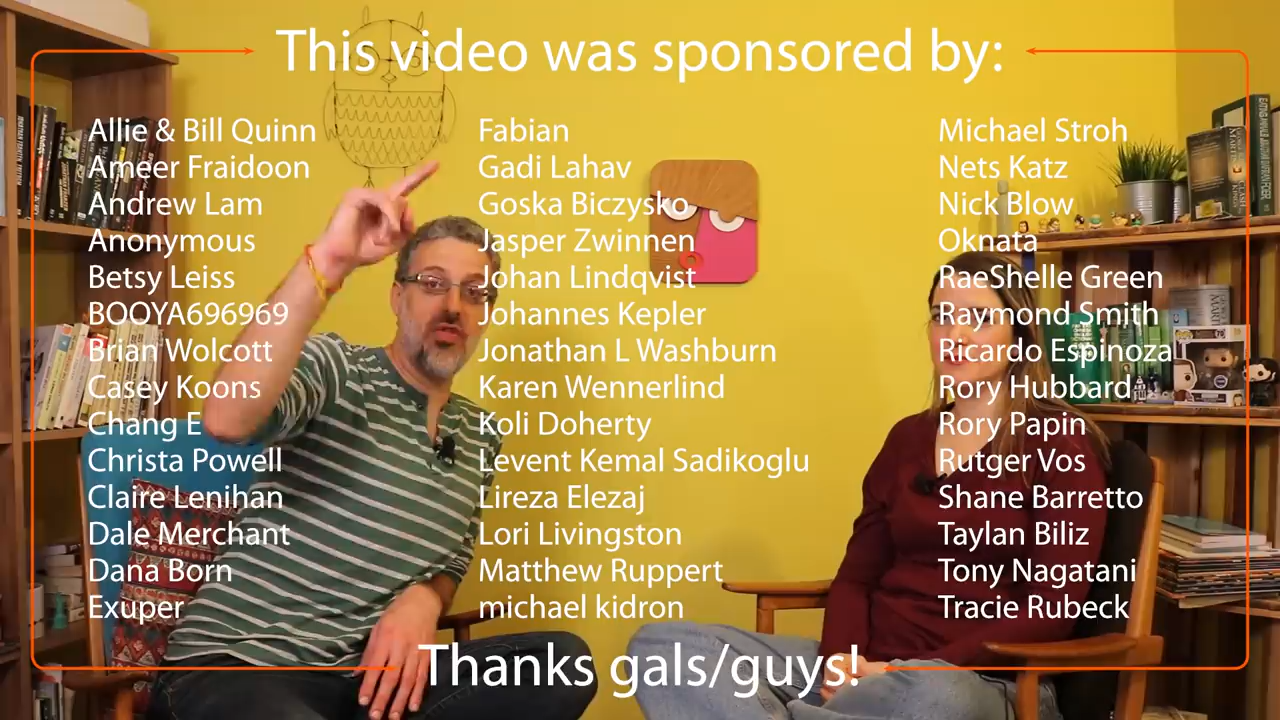 This video was sponsored by:
Allie & Bill Quinn
Ameer Fraidoon
Andrew Lam
Anonymous
Betsy Leiss
BOOYA696969
Brian Wolcott
Casey Koons
Chang E
Christa Powell
Claire Lenihan
Dale Merchant
Dana Born
Exuper
Fabian
Gadi Lahav
Goska Biczysko
Jasper Zwinnen
Johan Lindqvist
Johannes Kepler
Jonathan L Washburn
Karen Wennerlind
Koli Doherty
Levent Kemal Sadikoglu
Lireza Elezaj
Lori Livingston
Matthew Ruppert
michael kidron
Michael Stroh
Nets Katz
Nick Blow
Oknata
RaeShelle Green
Raymond Smith
Ricardo Espinoza
Rory Hubbard
Rory Papin
Rutger Vos
Shane Barretto
Taylan Biliz
Tony Nagatani
Tracie Rubeck
Thanks gals/guys!